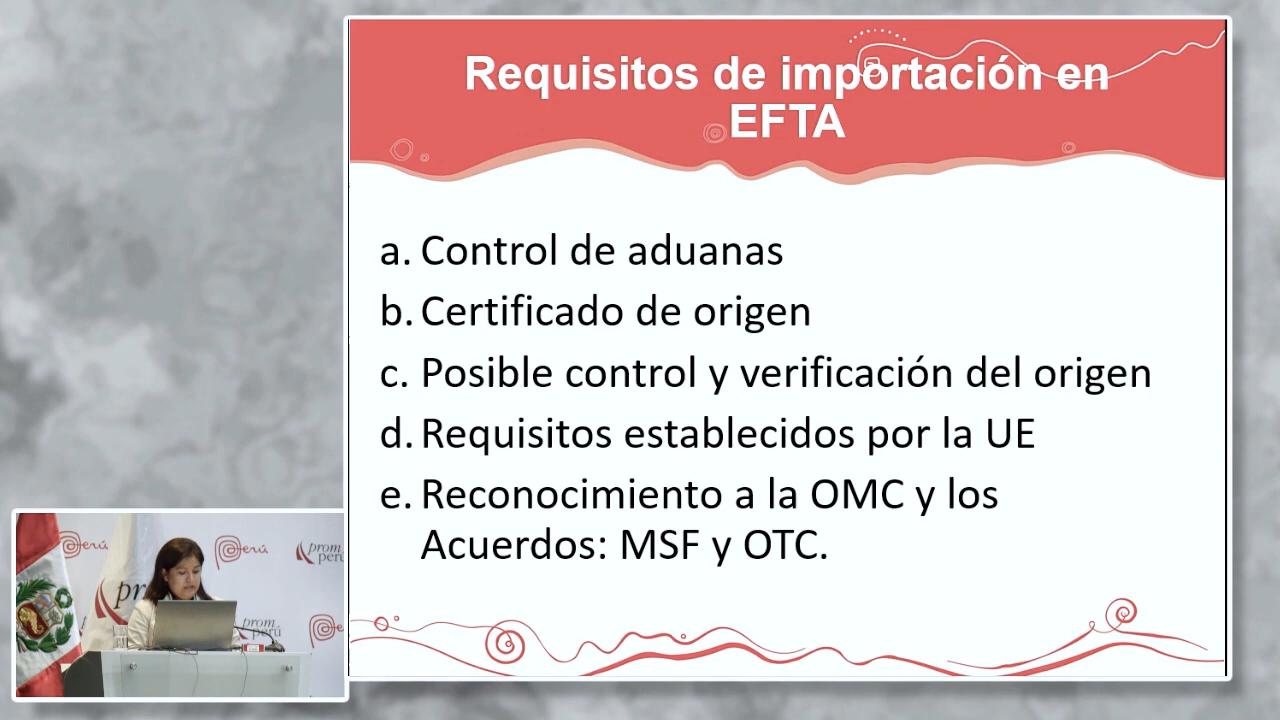 Requisitos de importación en
EFTA
a. Control de aduanas
b. Certificado de origen
c. Posible control y verificación del origen
d. Requisitos establecidos por la UE
e. Reconocimiento a la OMC y los
Acuerdos: MSF y OTC.
Perú
Perú
prom
perú
prom
perú